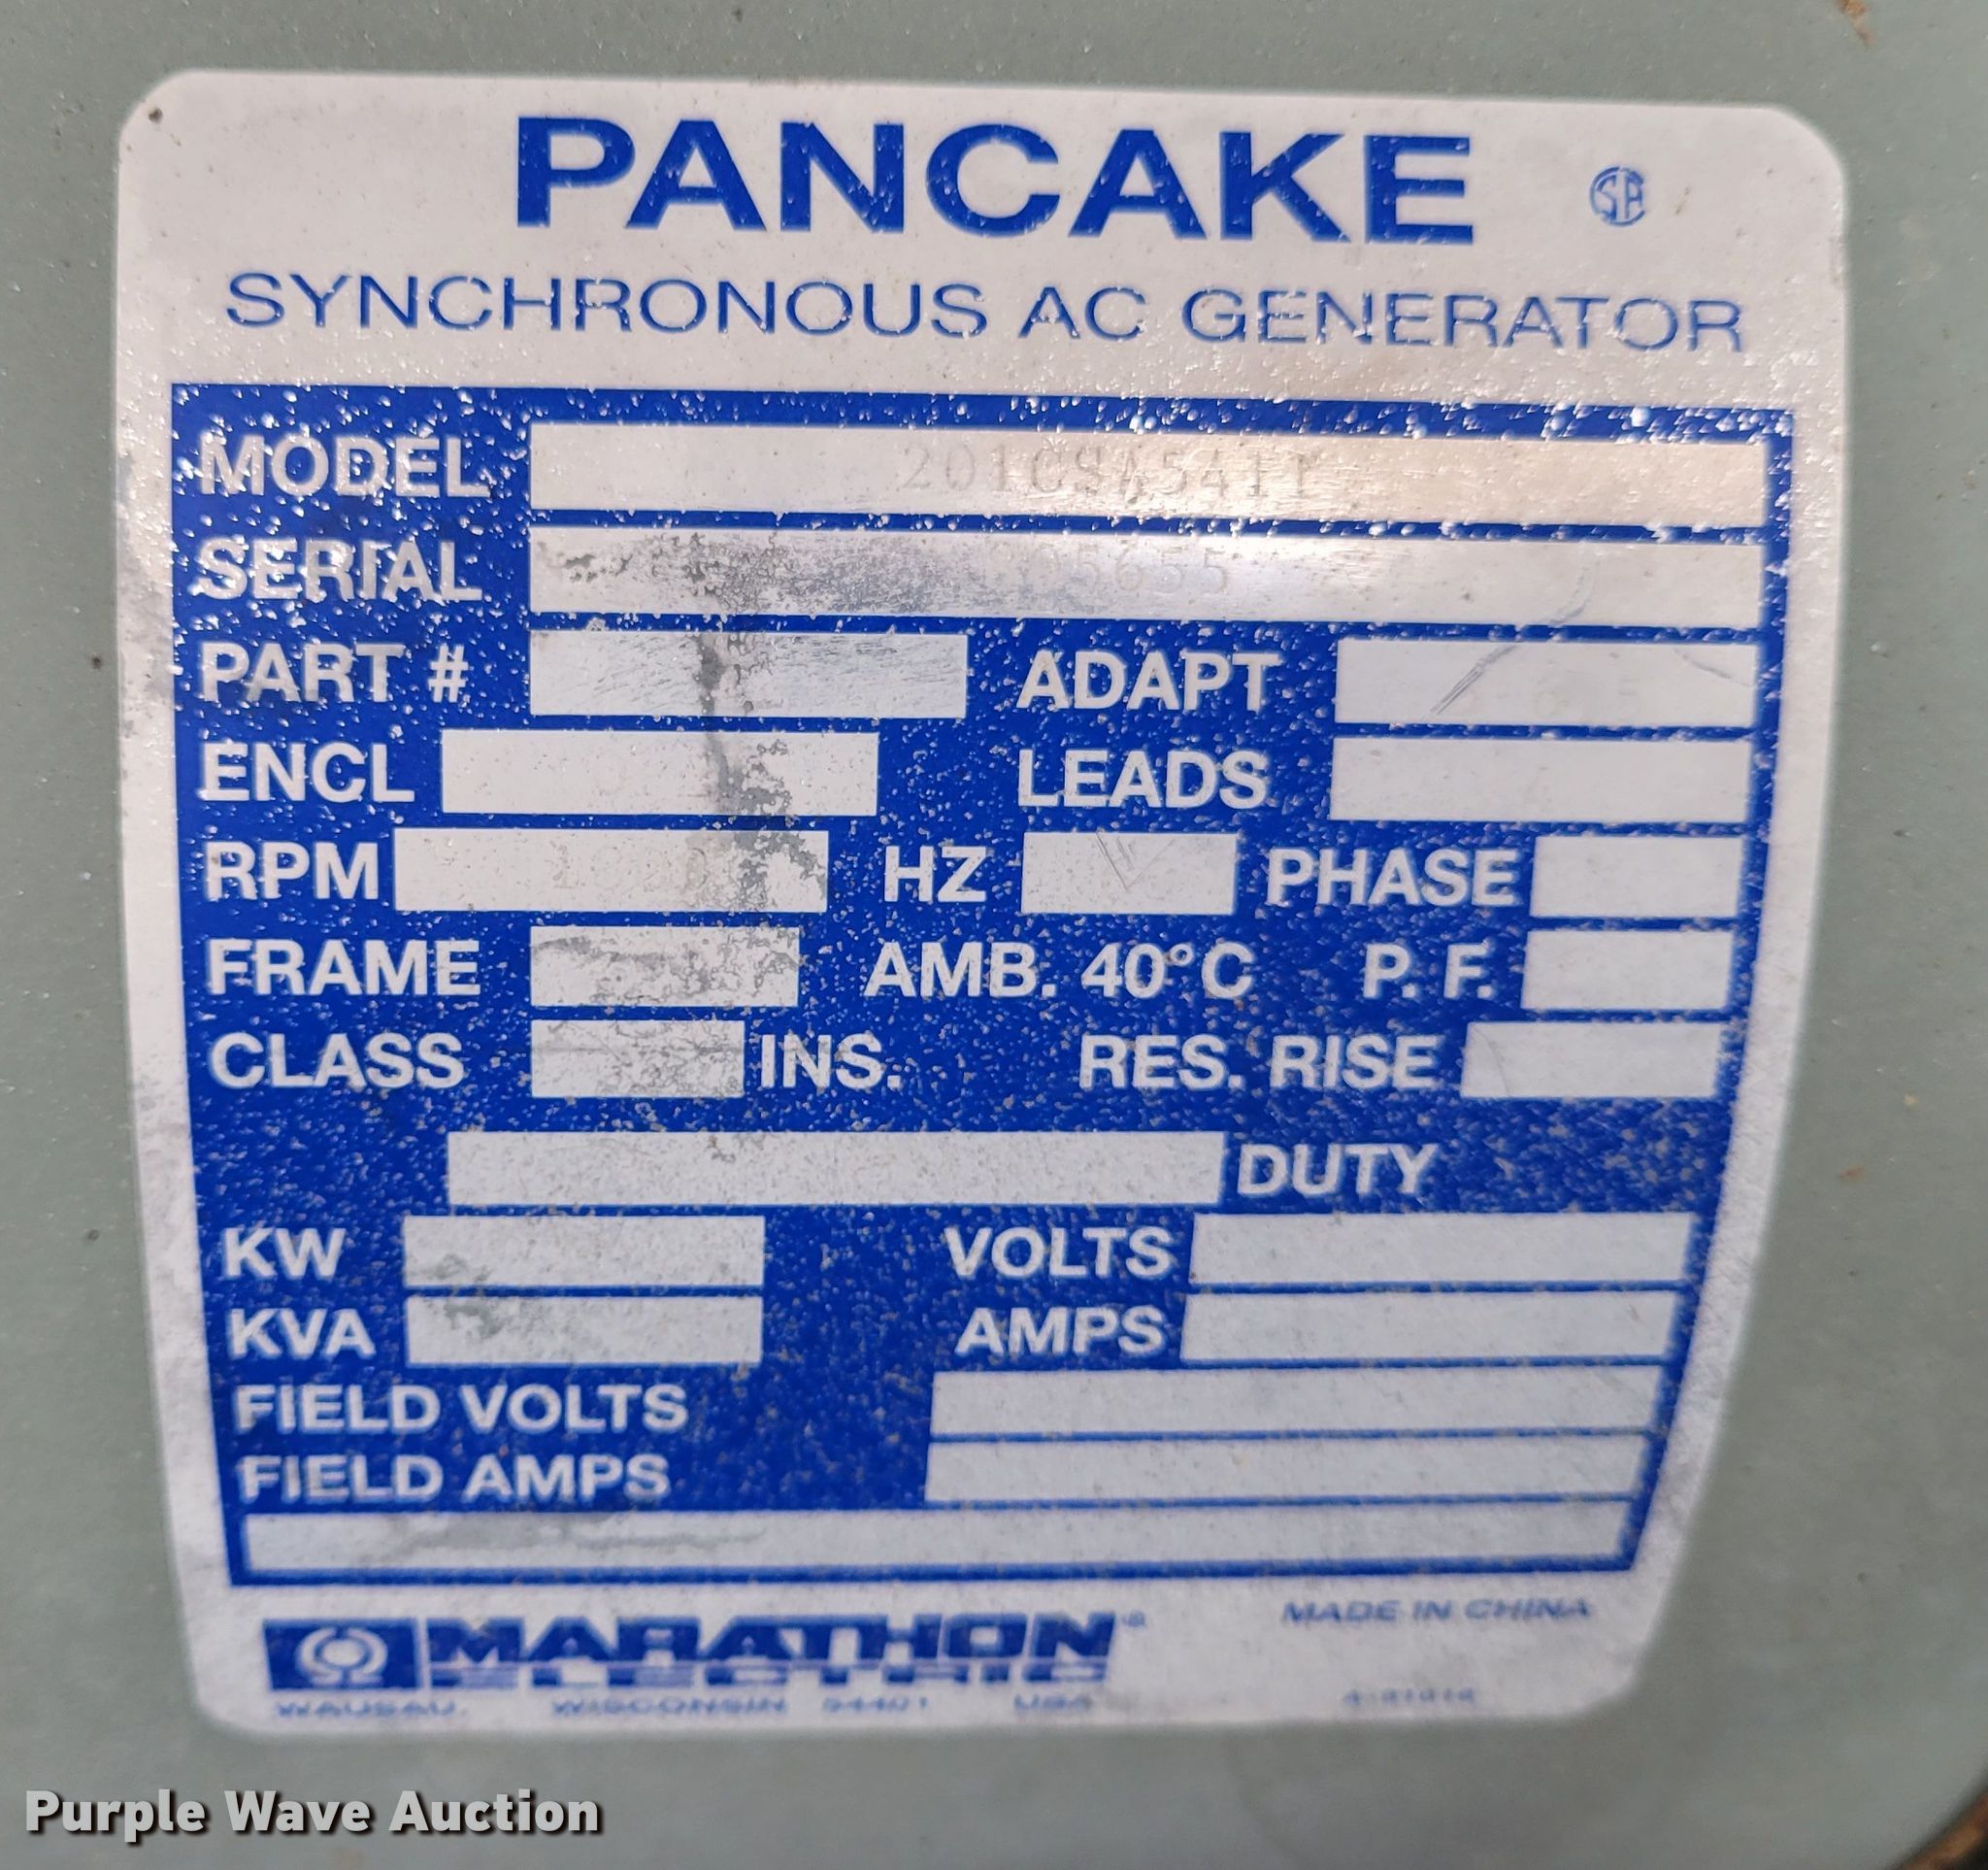 PANCAKE
SYNCHRONOUS AC GENERATOR
MODEL 201CSA5411
SERIAL
PART # ADAPT
ENCL LEADS
RPM HZ PHASE
FRAME AMB. 40°C P. F.
CLASS INS. RES. RISE
DUTY
KW VOLTS
KVA AMPS
FIELD VOLTS
FIELD AMPS
MADE IN CHINA
MARATHON®
ELECTRIC
WAUSAU, WISCONSIN 54401 USA
Purple Wave Auction